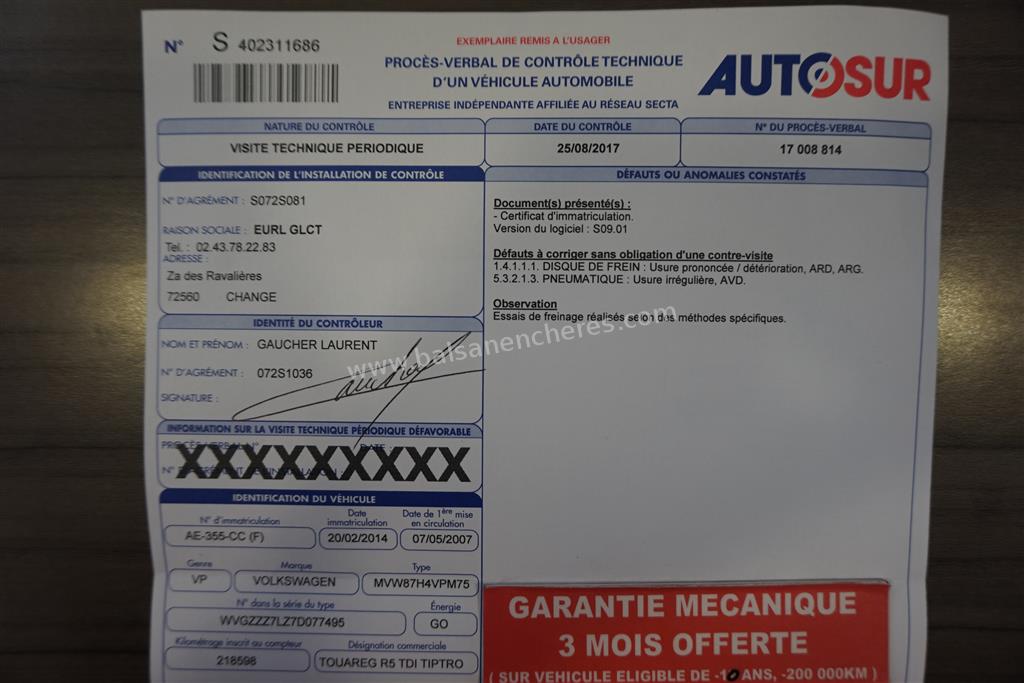 N° S 402311686
EXEMPLAIRE REMIS A L'USAGER
PROCÈS-VERBAL DE CONTRÔLE TECHNIQUE
D'UN VÉHICULE AUTOMOBILE
ENTREPRISE INDÉPENDANTE AFFILIÉE AU RÉSEAU SECTA
AUTOSUR
NATURE DU CONTRÔLE
VISITE TECHNIQUE PERIODIQUE
DATE DU CONTRÔLE
25/08/2017
N° DU PROCÈS-VERBAL
17 008 814
IDENTIFICATION DE L'INSTALLATION DE CONTRÔLE
N° D'AGRÉMENT : S072S081
RAISON SOCIALE : EURL GLCT
Tel. : 02.43.78.22.83
ADRESSE :
Za des Ravalières
72560 CHANGE
IDENTITÉ DU CONTRÔLEUR
NOM ET PRÉNOM : GAUCHER LAURENT
N° D'AGRÉMENT : 072S1036
SIGNATURE :
INFORMATION SUR LA VISITE TECHNIQUE PÉRIODIQUE DÉFAVORABLE
PROCÈS-VERBAL N° DATE :
XXXXXXXXX
IDENTIFICATION DU VÉHICULE
N° d'immatriculation
AE-355-CC (F)
Date immatriculation
20/02/2014
Date de 1ère mise en circulation
07/05/2007
Genre
VP
Marque
VOLKSWAGEN
Type
MVW87H4VPM75
N° dans la série du type
WVGZZZ7LZ7D077495
Énergie
GO
Kilométrage inscrit au compteur
218598
Désignation commerciale
TOUAREG R5 TDI TIPTRO
DÉFAUTS OU ANOMALIES CONSTATÉS
Document(s) présenté(s) :
- Certificat d'immatriculation.
Version du logiciel : S09.01
Défauts à corriger sans obligation d'une contre-visite
1.4.1.1.1. DISQUE DE FREIN : Usure prononcée / détérioration, ARD, ARG.
5.3.2.1.3. PNEUMATIQUE : Usure irrégulière, AVD.
Observation
Essais de freinage réalisés selon des méthodes spécifiques.
www.balsanencheres.com
GARANTIE MECANIQUE
3 MOIS OFFERTE
( SUR VEHICULE ELIGIBLE DE -10 ANS, -200 000KM )